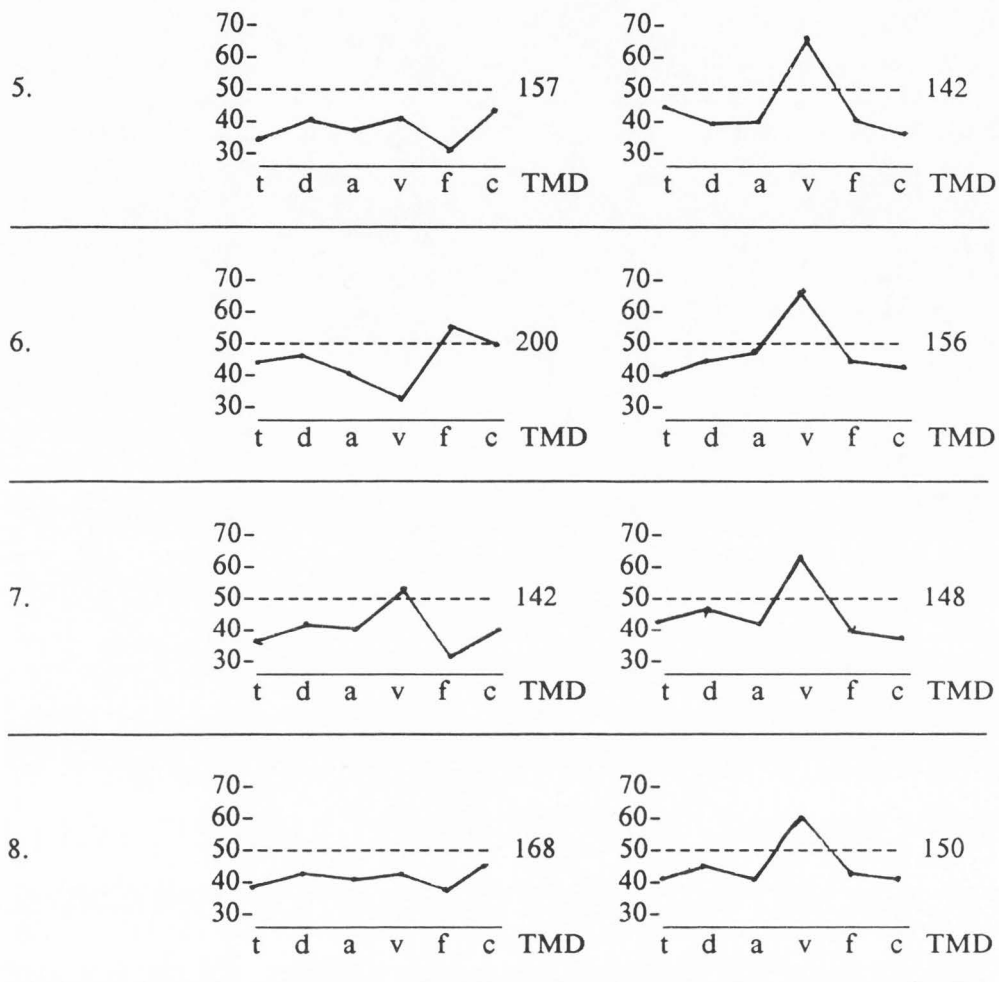 70- 70-
60- 60-
5. 50 157 50 142
40- 40-
30- 30-
t d a v f c TMD t d a v f c TMD
70- 70-
60- 60-
6. 50 200 50 156
40- 40-
30- 30-
t d a v f c TMD t d a v f c TMD
70- 70-
60- 60-
7. 50 142 50 148
40- 40-
30- 30-
t d a v f c TMD t d a v f c TMD
70- 70-
60- 60-
8. 50 168 50 150
40- 40-
30- 30-
t d a v f c TMD t d a v f c TMD